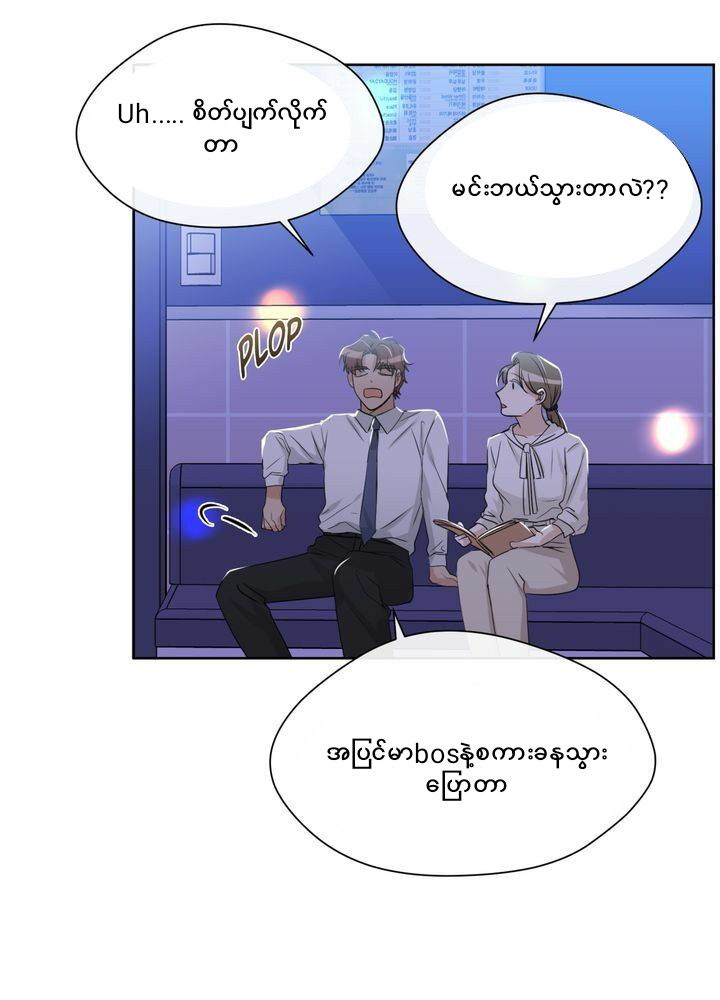 Uh..... စိတ်ပျက်လိုက်
တာ
မင်းဘယ်သွားတာလဲ??
PLOP
အပြင်မာbosနဲ့စကားခနသွား
ပြောတာ